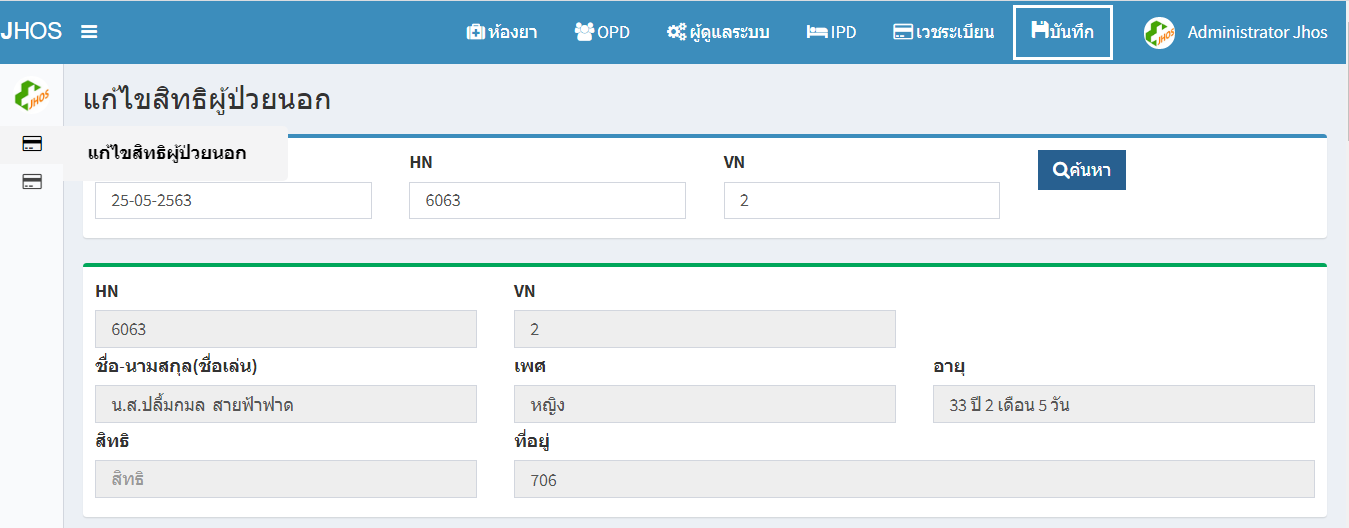 JHOS ห้องยา OPD ผู้ดูแลระบบ IPD เวชระเบียน บันทึก JHOS Administrator Jhos
JHOS
แก้ไขสิทธิผู้ป่วยนอก
แก้ไขสิทธิผู้ป่วยนอก
HN VN
ค้นหา
25-05-2563 6063 2
HN VN
6063 2
ชื่อ-นามสกุล(ชื่อเล่น) เพศ อายุ
น.ส.ปลื้มกมล สายฟ้าฟาด หญิง 33 ปี 2 เดือน 5 วัน
สิทธิ ที่อยู่
สิทธิ 706